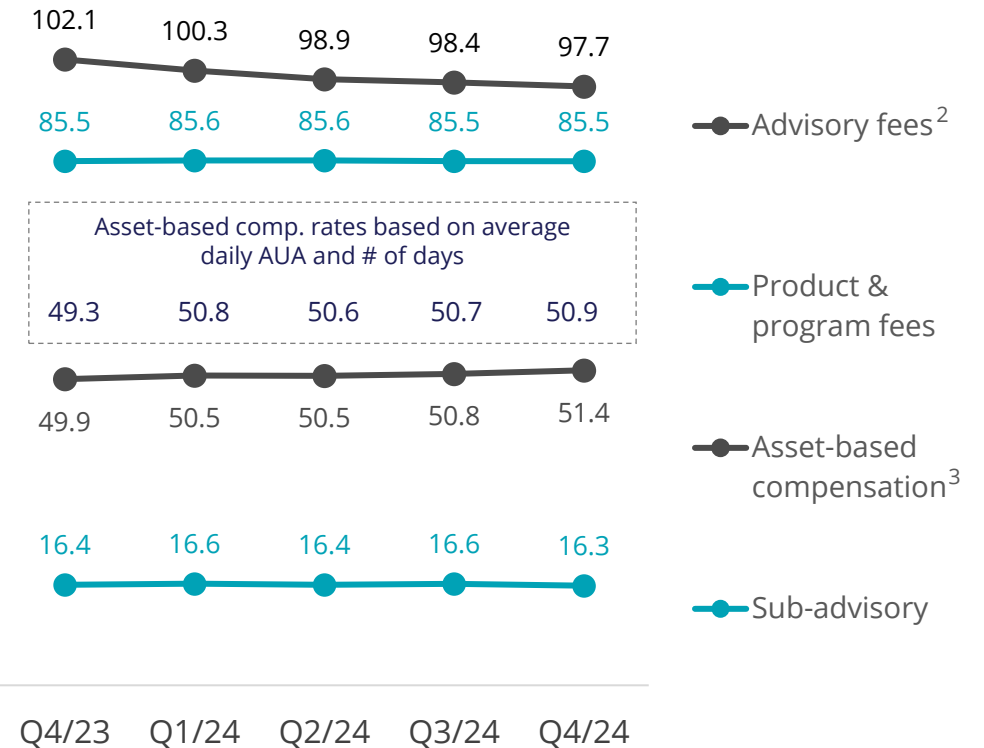 102.1 100.3 98.9 98.4 97.7
85.5 85.6 85.6 85.5 85.5
Advisory fees²
Asset-based comp. rates based on average
daily AUA and # of days
49.3 50.8 50.6 50.7 50.9
Product &
program fees
49.9 50.5 50.5 50.8 51.4
Asset-based
compensation³
16.4 16.6 16.4 16.6 16.3
Sub-advisory
Q4/23 Q1/24 Q2/24 Q3/24 Q4/24